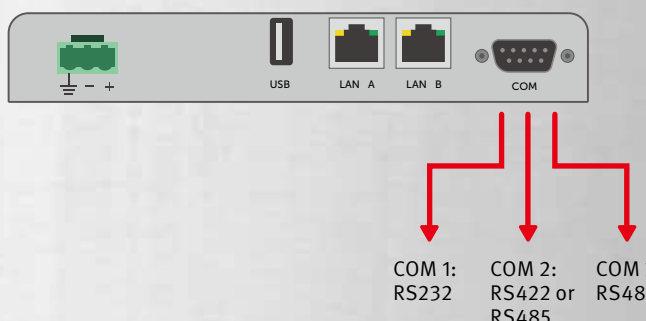 ⏚ - +
USB
LAN A
LAN B
COM
COM 1:
RS232
COM 2:
RS422 or
RS485
COM